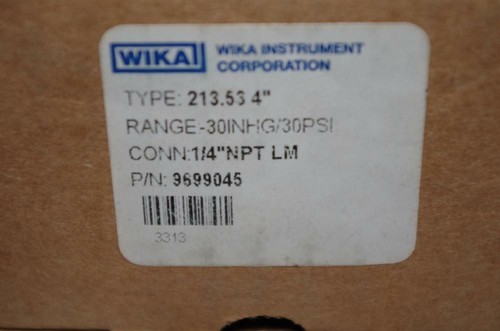 WIKA WIKA INSTRUMENT
CORPORATION
TYPE: 213.53 4"
RANGE:-30INHG/30PSI
CONN:1/4"NPT LM
P/N: 9699045
3313